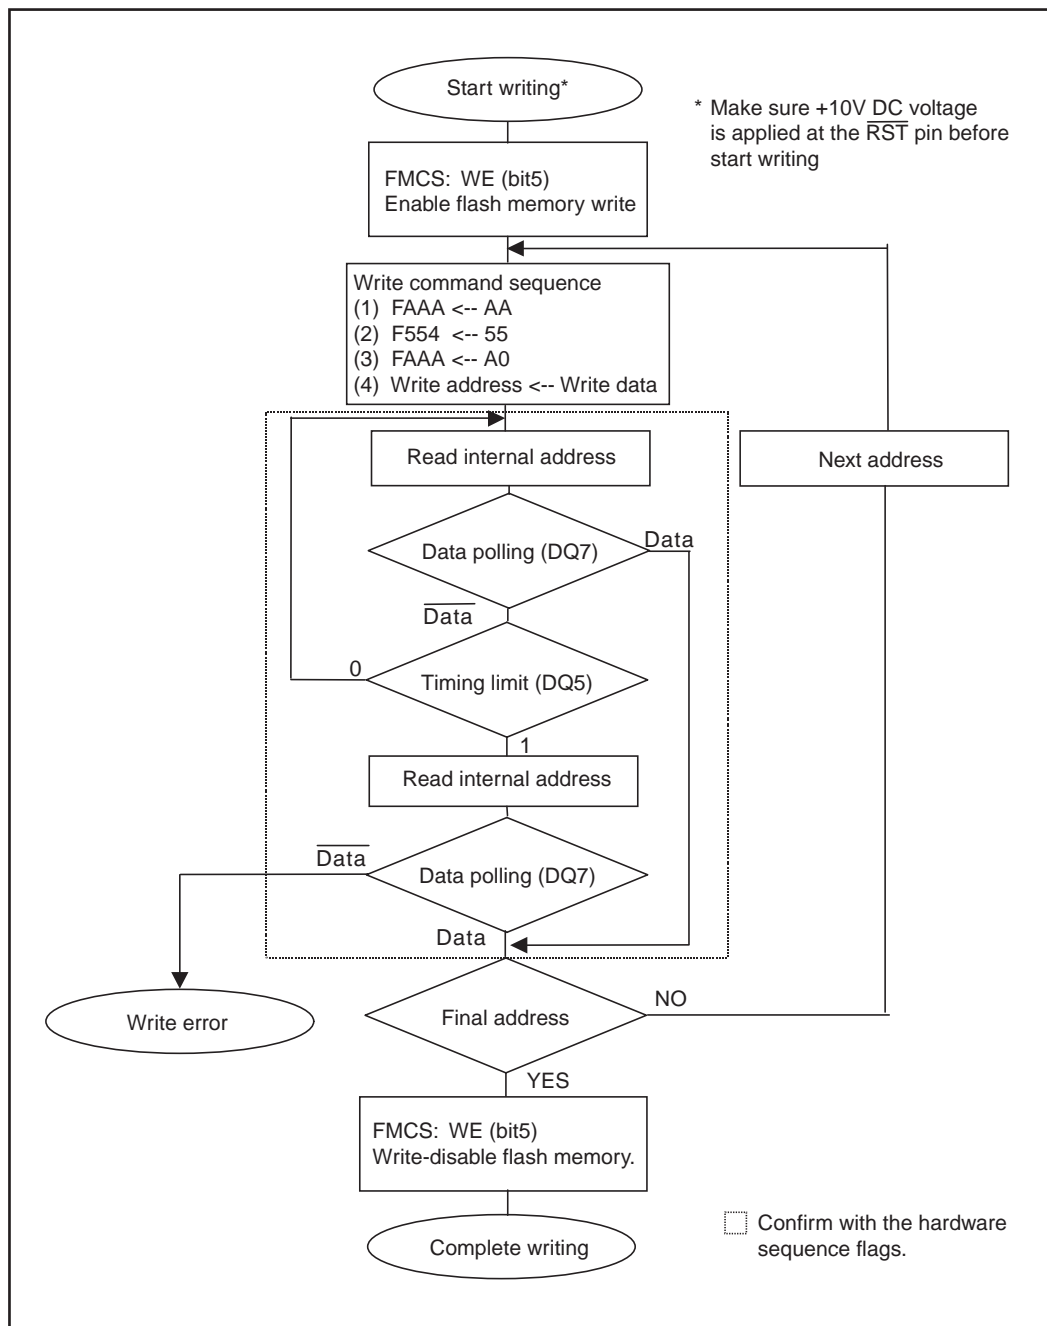 Start writing*
* Make sure +10V DC voltage
is applied at the RST pin before
start writing
FMCS: WE (bit5)
Enable flash memory write
Write command sequence
(1) FAAA <-- AA
(2) F554 <-- 55
(3) FAAA <-- A0
(4) Write address <-- Write data
Read internal address
Next address
Data polling (DQ7)
Data
Data
0
Timing limit (DQ5)
1
Read internal address
Data
Data polling (DQ7)
Data
Final address
NO
Write error
YES
FMCS: WE (bit5)
Write-disable flash memory.
Complete writing
Confirm with the hardware
sequence flags.